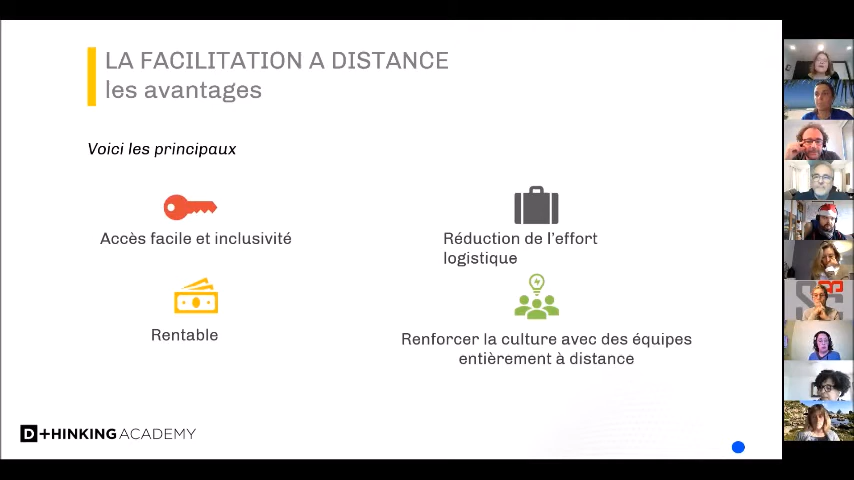 LA FACILITATION A DISTANCE
les avantages
Voici les principaux
Accès facile et inclusivité
Réduction de l'effort
logistique
Rentable
Renforcer la culture avec des équipes
entièrement à distance
D+HINKING ACADEMY